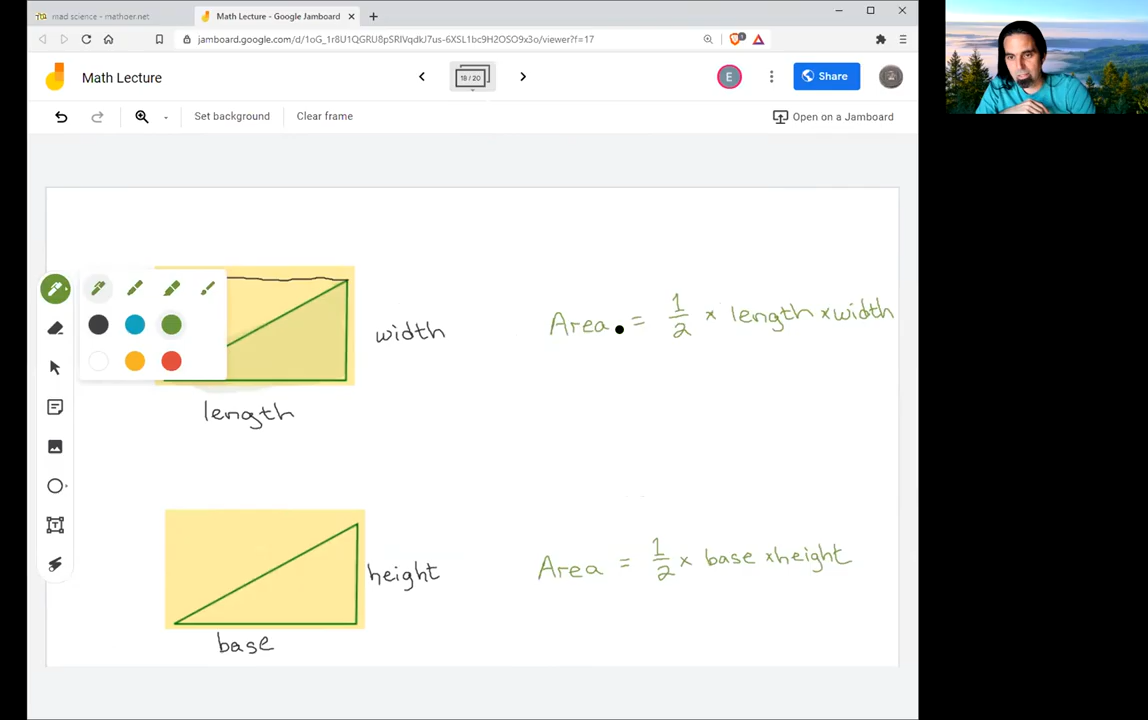 mad science - mathoer.net
Math Lecture - Google Jamboard
jamboard.google.com/d/1oG_1r8U1QGRU8pSRIVqdkJ7us-6XSL1bc9H2OSO9x3o/viewer?f=17
Math Lecture
18 / 20
E
Share
Set background
Clear frame
Open on a Jamboard
width
Area = 1/2 × length × width
length
height
Area = 1/2 × base × height
base